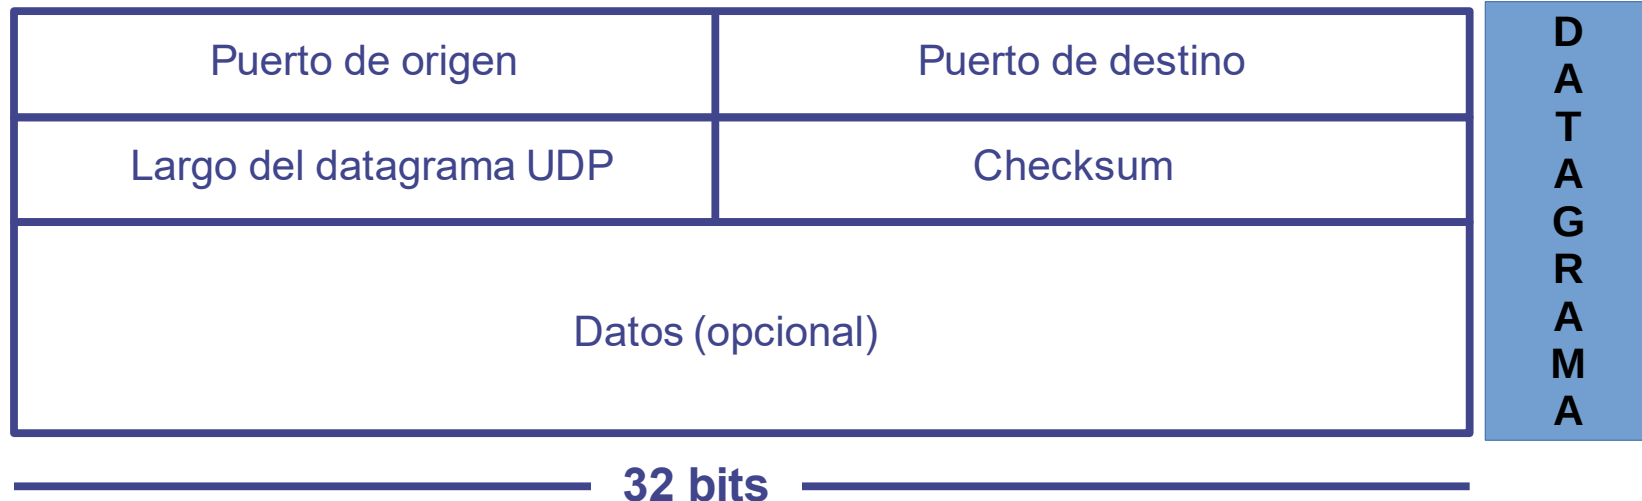 Puerto de origen
Puerto de destino
Largo del datagrama UDP
Checksum
Datos (opcional)
32 bits
D
A
T
A
G
R
A
M
A